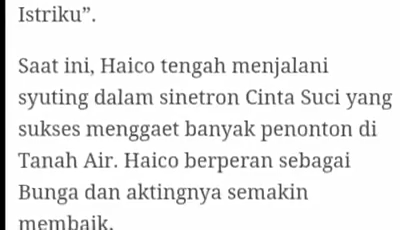 Istriku”.
Saat ini, Haico tengah menjalani
syuting dalam sinetron Cinta Suci yang
sukses menggaet banyak penonton di
Tanah Air. Haico berperan sebagai
Bunga dan aktingnya semakin
membaik.